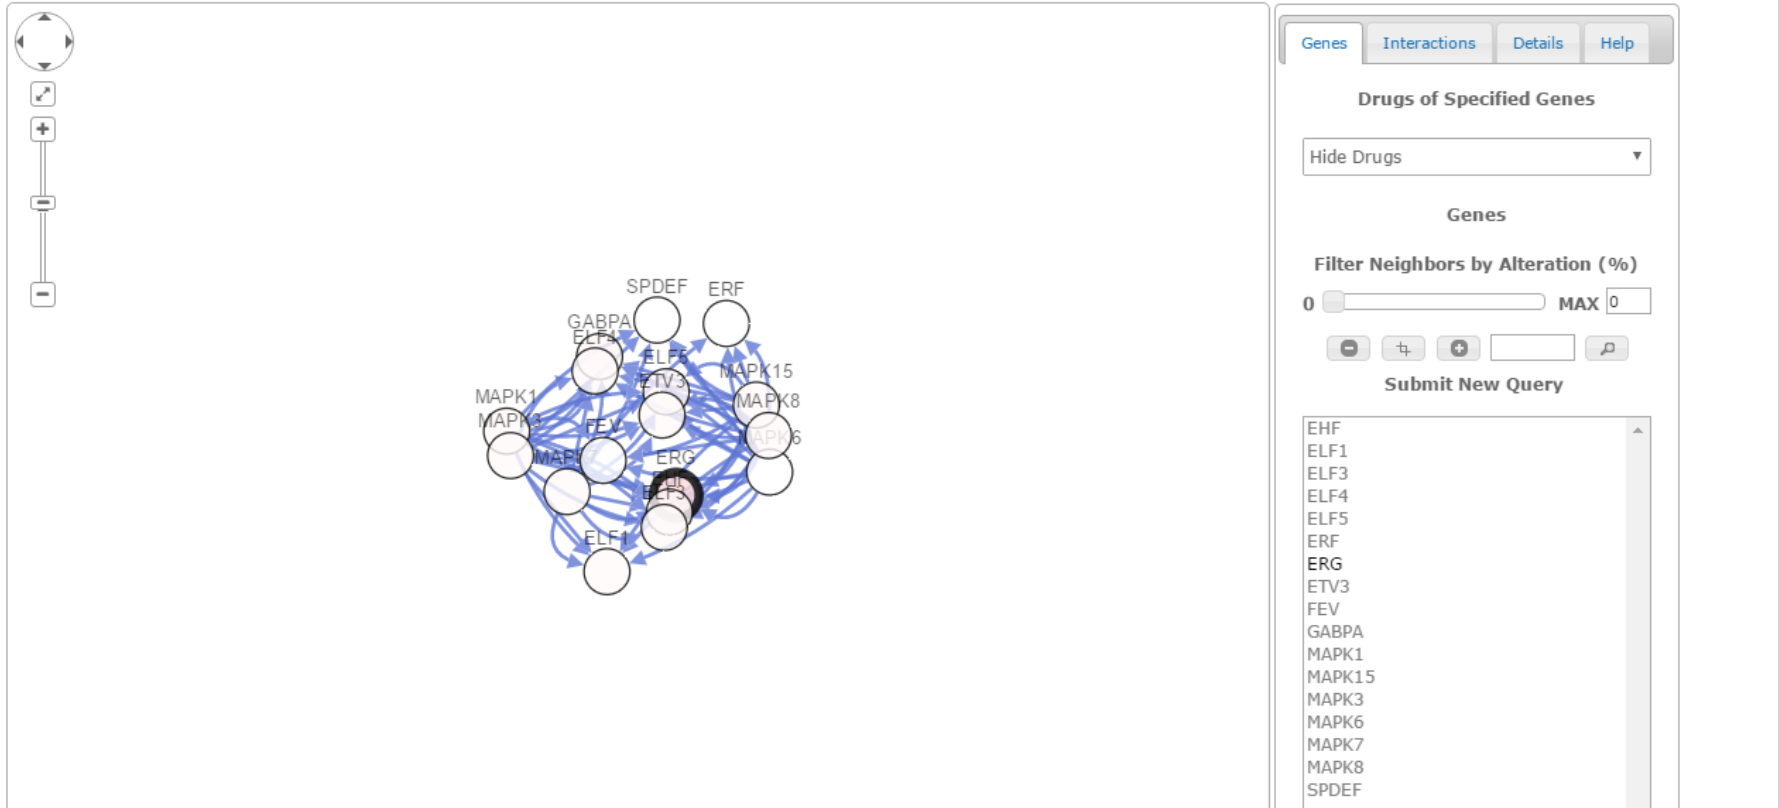 Genes Interactions Details Help
Drugs of Specified Genes
Hide Drugs
Genes
Filter Neighbors by Alteration (%)
0 MAX 0
Submit New Query
EHF
ELF1
ELF3
ELF4
ELF5
ERF
ERG
ETV3
FEV
GABPA
MAPK1
MAPK15
MAPK3
MAPK6
MAPK7
MAPK8
SPDEF
SPDEF ERF
GABPA
ELF4
ELF5
MAPK15
ETV3
MAPK1
MAPK8
MAPK3
FEV
MAPK6
ERG
ELF3
ELF1